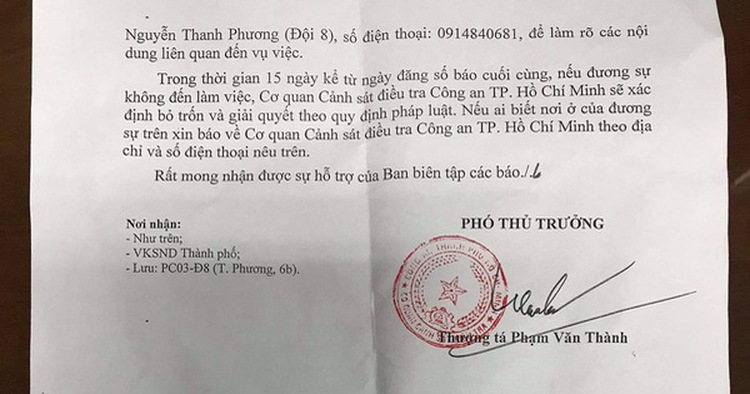 Nguyễn Thanh Phương (Đội 8), số điện thoại: 0914840681, để làm rõ các nội
dung liên quan đến vụ việc.
Trong thời gian 15 ngày kể từ ngày đăng số báo cuối cùng, nếu đương sự
không đến làm việc, Cơ quan Cảnh sát điều tra Công an TP. Hồ Chí Minh sẽ xác
định bỏ trốn và giải quyết theo quy định pháp luật. Nếu ai biết nơi ở của đương
sự trên xin báo về Cơ quan Cảnh sát điều tra Công an TP. Hồ Chí Minh theo địa
chỉ và số điện thoại nêu trên.
Rất mong nhận được sự hỗ trợ của Ban biên tập các báo./.
Nơi nhận:
- Như trên;
- VKSND Thành phố;
- Lưu: PC03-Đ8 (T. Phương, 6b).
PHÓ THỦ TRƯỞNG
Thượng tá Phạm Văn Thành